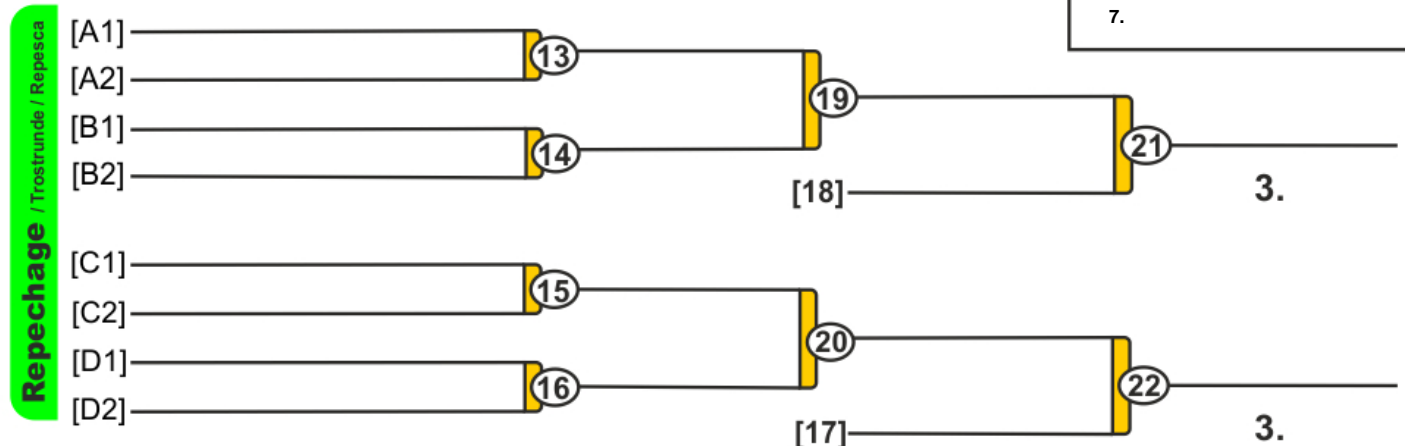 Repechage / Trostrunde / Repesca
7.
[A1]
13
[A2]
19
[B1]
21
14
[B2]
[18]
3.
[C1]
15
[C2]
20
[D1]
22
16
[D2]
[17]
3.